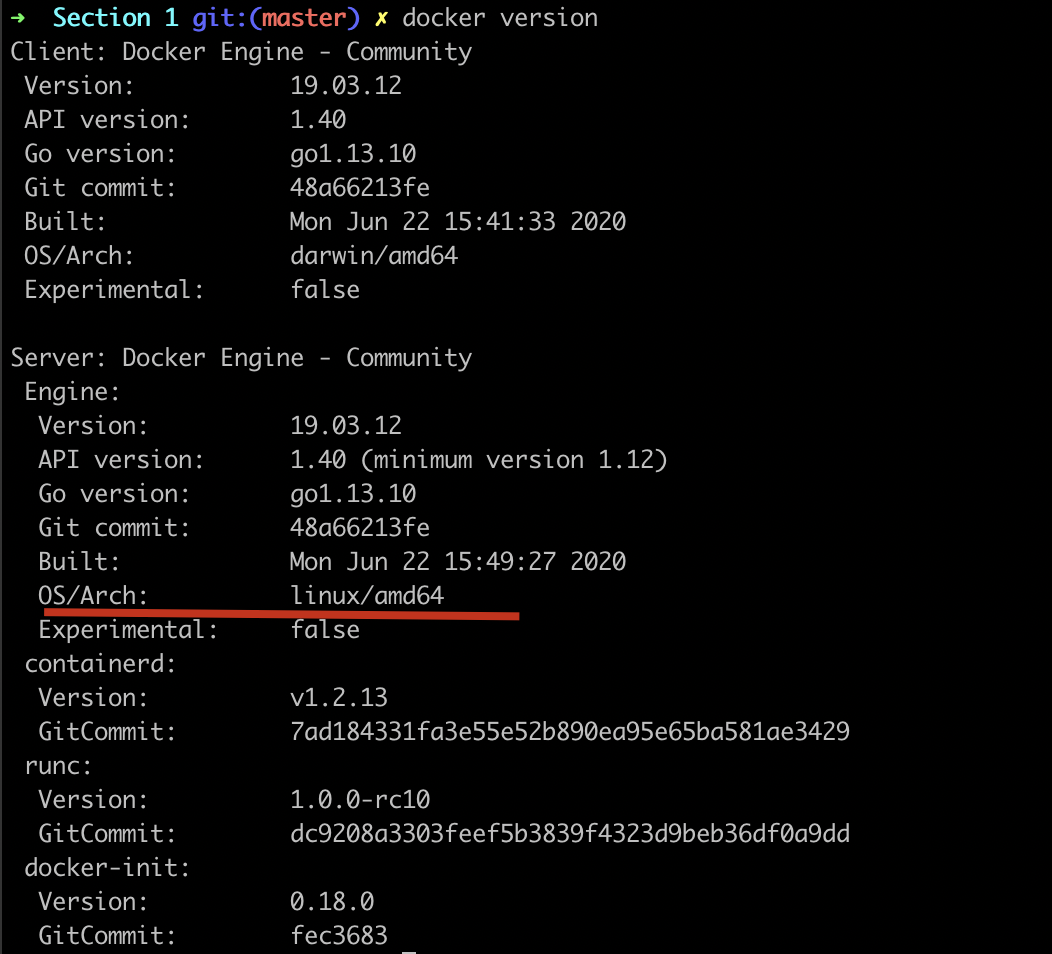 ➜  Section 1 git:(master) ✗ docker version
Client: Docker Engine - Community
 Version:           19.03.12
 API version:       1.40
 Go version:        go1.13.10
 Git commit:        48a66213fe
 Built:             Mon Jun 22 15:41:33 2020
 OS/Arch:           darwin/amd64
 Experimental:      false

Server: Docker Engine - Community
 Engine:
  Version:          19.03.12
  API version:      1.40 (minimum version 1.12)
  Go version:       go1.13.10
  Git commit:       48a66213fe
  Built:            Mon Jun 22 15:49:27 2020
  OS/Arch:          linux/amd64
  Experimental:     false
 containerd:
  Version:          v1.2.13
  GitCommit:        7ad184331fa3e55e52b890ea95e65ba581ae3429
 runc:
  Version:          1.0.0-rc10
  GitCommit:        dc9208a3303feef5b3839f4323d9beb36df0a9dd
 docker-init:
  Version:          0.18.0
  GitCommit:        fec3683